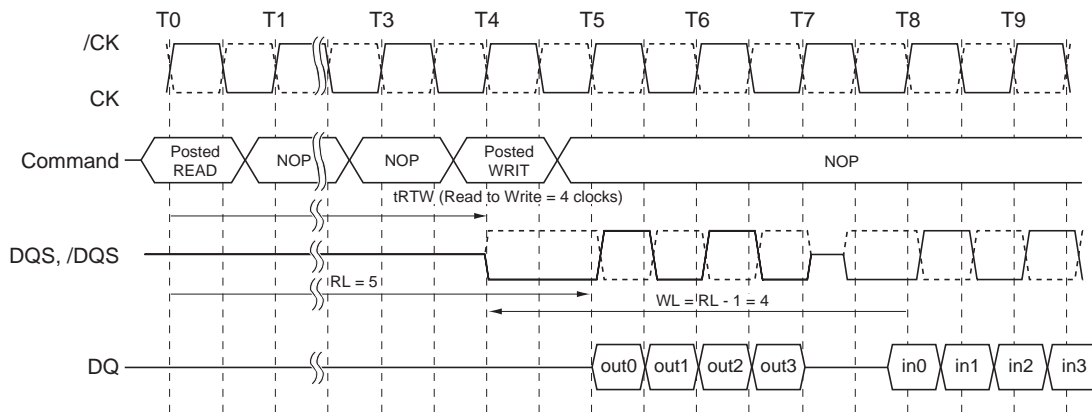 T0 T1 T3 T4 T5 T6 T7 T8 T9
/CK
CK
Command
Posted READ
NOP
NOP
Posted WRIT
NOP
tRTW (Read to Write = 4 clocks)
DQS, /DQS
RL = 5
WL = RL - 1 = 4
DQ
out0 out1 out2 out3 in0 in1 in2 in3